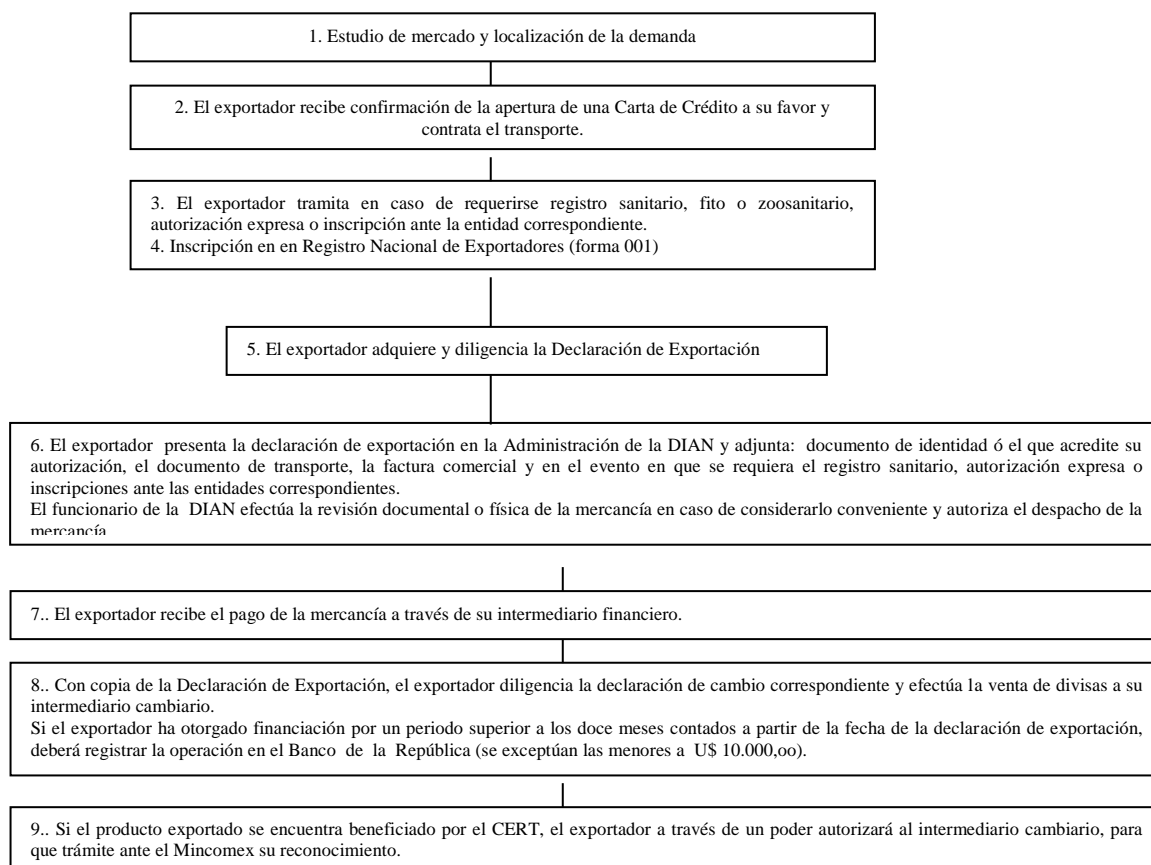 1. Estudio de mercado y localización de la demanda
2. El exportador recibe confirmación de la apertura de una Carta de Crédito a su favor y
contrata el transporte.
3. El exportador tramita en caso de requerirse registro sanitario, fito o zoosanitario,
autorización expresa o inscripción ante la entidad correspondiente.
4. Inscripción en en Registro Nacional de Exportadores (forma 001)
5. El exportador adquiere y diligencia la Declaración de Exportación
6. El exportador presenta la declaración de exportación en la Administración de la DIAN y adjunta: documento de identidad ó el que acredite su
autorización, el documento de transporte, la factura comercial y en el evento en que se requiera el registro sanitario, autorización expresa o
inscripciones ante las entidades correspondientes.
El funcionario de la DIAN efectúa la revisión documental o física de la mercancía en caso de considerarlo conveniente y autoriza el despacho de la
mercancía
7.. El exportador recibe el pago de la mercancía a través de su intermediario financiero.
8.. Con copia de la Declaración de Exportación, el exportador diligencia la declaración de cambio correspondiente y efectúa la venta de divisas a su
intermediario cambiario.
Si el exportador ha otorgado financiación por un periodo superior a los doce meses contados a partir de la fecha de la declaración de exportación,
deberá registrar la operación en el Banco de la República (se exceptúan las menores a U$ 10.000,oo).
9.. Si el producto exportado se encuentra beneficiado por el CERT, el exportador a través de un poder autorizará al intermediario cambiario, para
que trámite ante el Mincomex su reconocimiento.